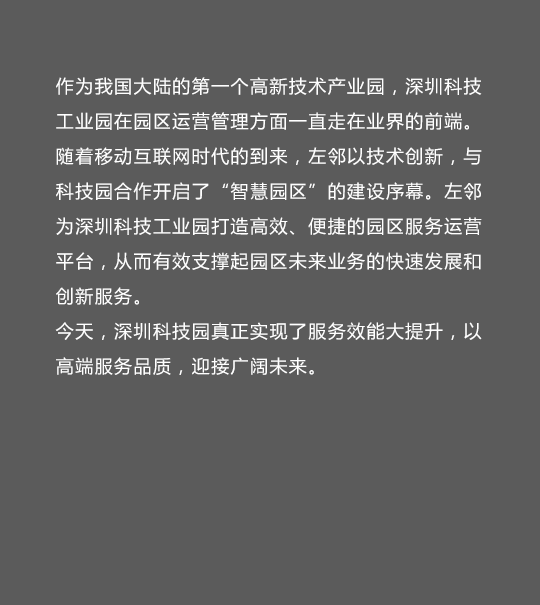 作为我国大陆的第一个高新技术产业园，深圳科技
工业园在园区运营管理方面一直走在业界的前端。
随着移动互联网时代的到来，左邻以技术创新，与
科技园合作开启了“智慧园区”的建设序幕。左邻
为深圳科技工业园打造高效、便捷的园区服务运营
平台，从而有效支撑起园区未来业务的快速发展和
创新服务。
今天，深圳科技园真正实现了服务效能大提升，以
高端服务品质，迎接广阔未来。